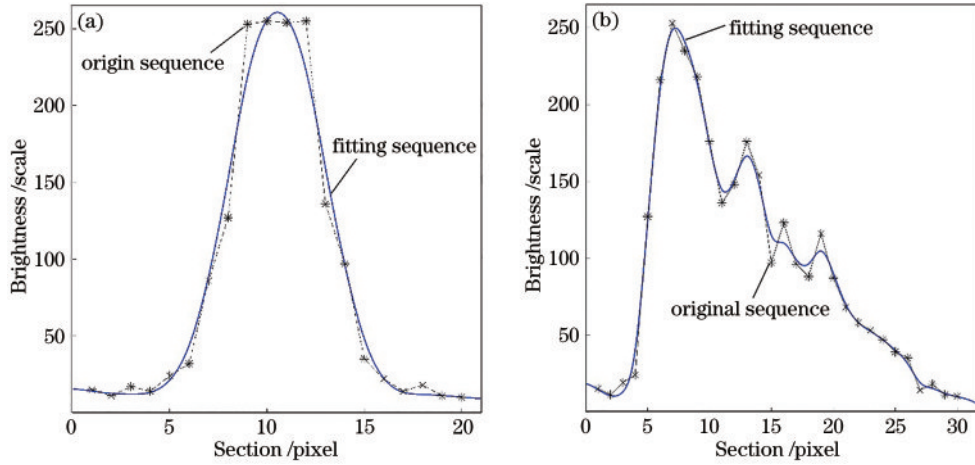 (a)
250
200
150
100
50
0
5
10
15
20
Brightness /scale
Section /pixel
origin sequence
fitting sequence
(b)
250
200
150
100
50
0
5
10
15
20
25
30
Brightness /scale
Section /pixel
fitting sequence
original sequence